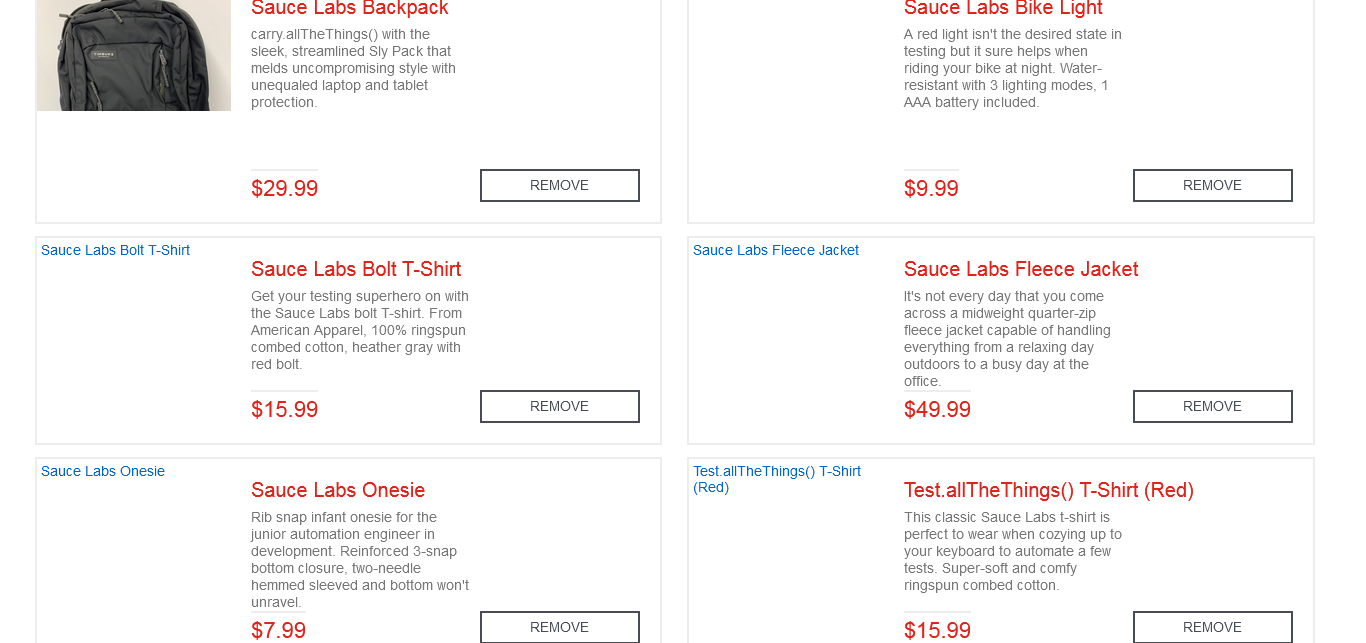 Sauce Labs Backpack
carry.allTheThings() with the
sleek, streamlined Sly Pack that
melds uncompromising style with
unequaled laptop and tablet
protection.
$29.99
REMOVE
Sauce Labs Bike Light
A red light isn't the desired state in
testing but it sure helps when
riding your bike at night. Water-
resistant with 3 lighting modes, 1
AAA battery included.
$9.99
REMOVE
Sauce Labs Bolt T-Shirt
Sauce Labs Bolt T-Shirt
Get your testing superhero on with
the Sauce Labs bolt T-shirt. From
American Apparel, 100% ringspun
combed cotton, heather gray with
red bolt.
$15.99
REMOVE
Sauce Labs Fleece Jacket
Sauce Labs Fleece Jacket
It's not every day that you come
across a midweight quarter-zip
fleece jacket capable of handling
everything from a relaxing day
outdoors to a busy day at the
office.
$49.99
REMOVE
Sauce Labs Onesie
Sauce Labs Onesie
Rib snap infant onesie for the
junior automation engineer in
development. Reinforced 3-snap
bottom closure, two-needle
hemmed sleeved and bottom won't
unravel.
$7.99
REMOVE
Test.allTheThings() T-Shirt
(Red)
Test.allTheThings() T-Shirt (Red)
This classic Sauce Labs t-shirt is
perfect to wear when cozying up to
your keyboard to automate a few
tests. Super-soft and comfy
ringspun combed cotton.
$15.99
REMOVE